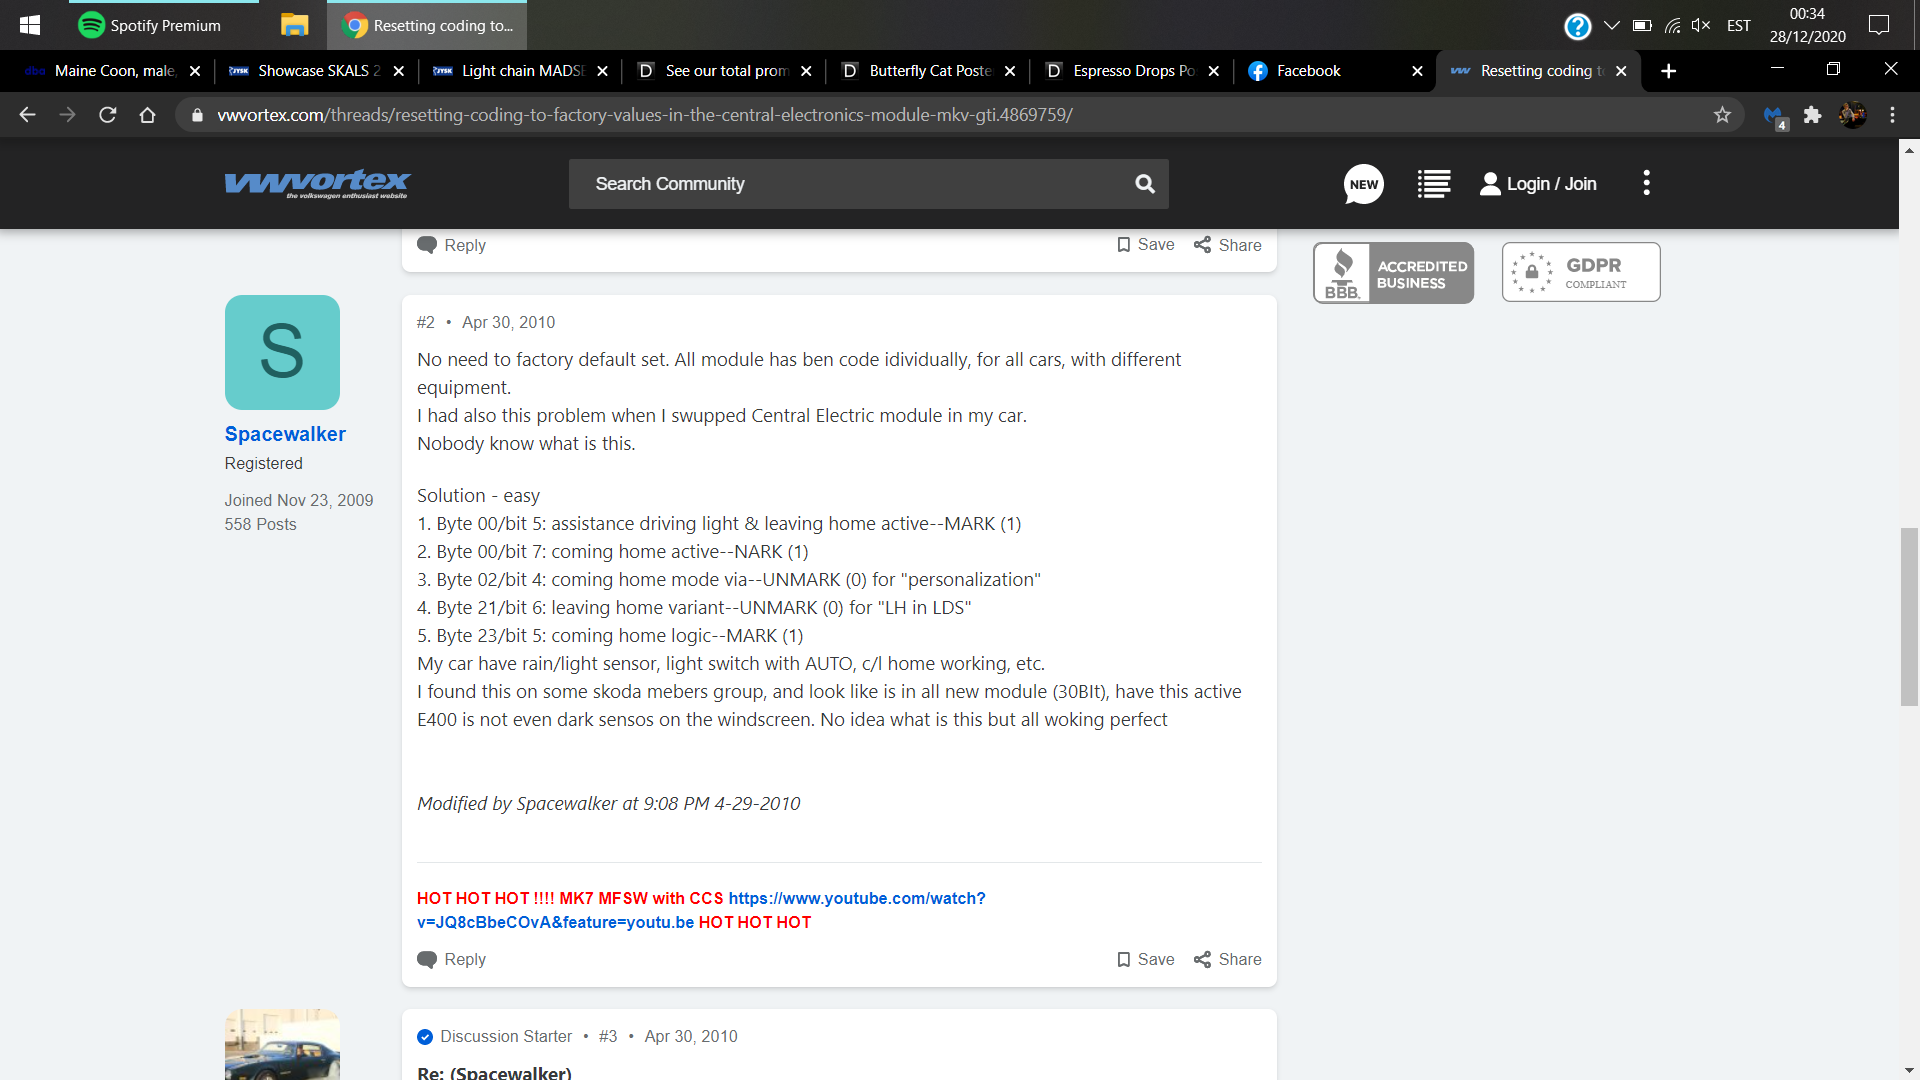 Spotify Premium
Resetting coding to...
EST
00:34
28/12/2020
Maine Coon, male,
JYSK Showcase SKALS 2
JYSK Light chain MADSE
D See our total prom
D Butterfly Cat Poste
D Espresso Drops Po
Facebook
Resetting coding to
vwvortex.com/threads/resetting-coding-to-factory-values-in-the-central-electronics-module-mkv-gti.4869759/
4
vwvortex
the volkswagen enthusiast website
Search Community
NEW
Login / Join
Reply
Save
Share
BBB.
ACCREDITED
BUSINESS
GDPR
COMPLIANT
S
Spacewalker
Registered
Joined Nov 23, 2009
558 Posts
#2 • Apr 30, 2010
No need to factory default set. All module has ben code idividually, for all cars, with different
equipment.
I had also this problem when I swupped Central Electric module in my car.
Nobody know what is this.
Solution - easy
1. Byte 00/bit 5: assistance driving light & leaving home active--MARK (1)
2. Byte 00/bit 7: coming home active--NARK (1)
3. Byte 02/bit 4: coming home mode via--UNMARK (0) for "personalization"
4. Byte 21/bit 6: leaving home variant--UNMARK (0) for "LH in LDS"
5. Byte 23/bit 5: coming home logic--MARK (1)
My car have rain/light sensor, light switch with AUTO, c/l home working, etc.
I found this on some skoda mebers group, and look like is in all new module (30BIt), have this active
E400 is not even dark sensos on the windscreen. No idea what is this but all woking perfect
Modified by Spacewalker at 9:08 PM 4-29-2010
HOT HOT HOT !!!! MK7 MFSW with CCS https://www.youtube.com/watch?
v=JQ8cBbeCOvA&feature=youtu.be HOT HOT HOT
Reply
Save
Share
Discussion Starter • #3 • Apr 30, 2010
Re: (Spacewalker)